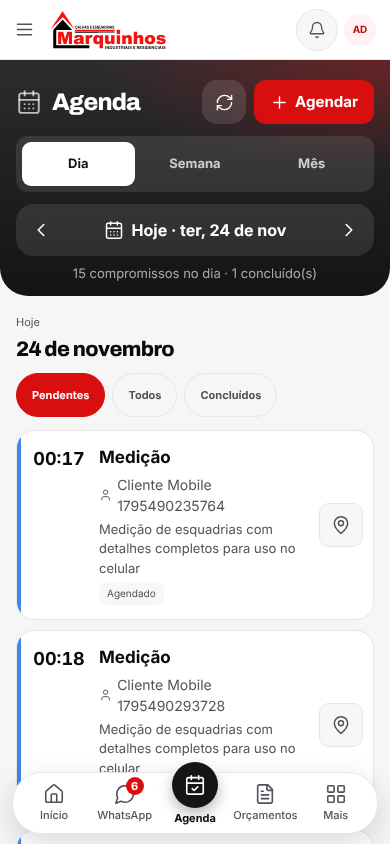 CALHAS & ESQUADRIAS
Marquinhos
INDUSTRIAIS E RESIDENCIAIS
AD
Agenda
Agendar
Dia
Semana
Mês
Hoje · ter, 24 de nov
15 compromissos no dia · 1 concluído(s)
Hoje
24 de novembro
Pendentes
Todos
Concluídos
00:17
Medição
Cliente Mobile
1795490235764
Medição de esquadrias com
detalhes completos para uso no
celular
Agendado
00:18
Medição
Cliente Mobile
1795490293728
Medição de esquadrias com
detalhes completos para uso no
celular
6
Início
WhatsApp
Agenda
Orçamentos
Mais